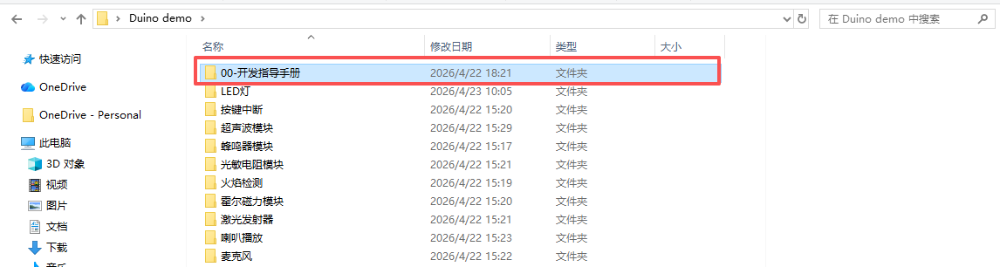 Duino demo
在 Duino demo 中搜索
名称 修改日期 类型 大小
快速访问
OneDrive
OneDrive - Personal
此电脑
3D 对象
视频
图片
文档
下载
00-开发指导手册 2026/4/22 18:21 文件夹
LED灯 2026/4/23 10:05 文件夹
按键中断 2026/4/22 15:20 文件夹
超声波模块 2026/4/22 15:29 文件夹
蜂鸣器模块 2026/4/22 15:17 文件夹
光敏电阻模块 2026/4/22 15:21 文件夹
火焰检测 2026/4/22 15:19 文件夹
霍尔磁力模块 2026/4/22 15:20 文件夹
激光发射器 2026/4/22 15:21 文件夹
喇叭播放 2026/4/22 15:23 文件夹
麦克风 2026/4/22 15:22 文件夹